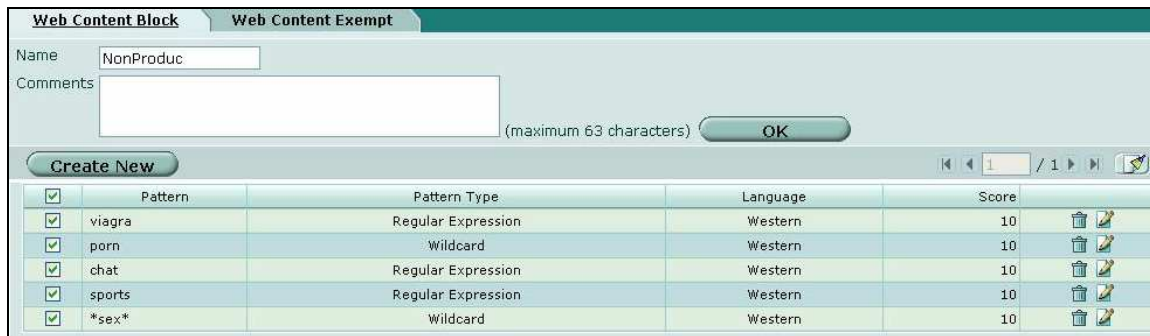 Web Content Block Web Content Exempt
Name NonProduc
Comments
(maximum 63 characters) OK
Create New 1 / 1
Pattern Pattern Type Language Score
viagra Regular Expression Western 10
porn Wildcard Western 10
chat Regular Expression Western 10
sports Regular Expression Western 10
*sex* Wildcard Western 10